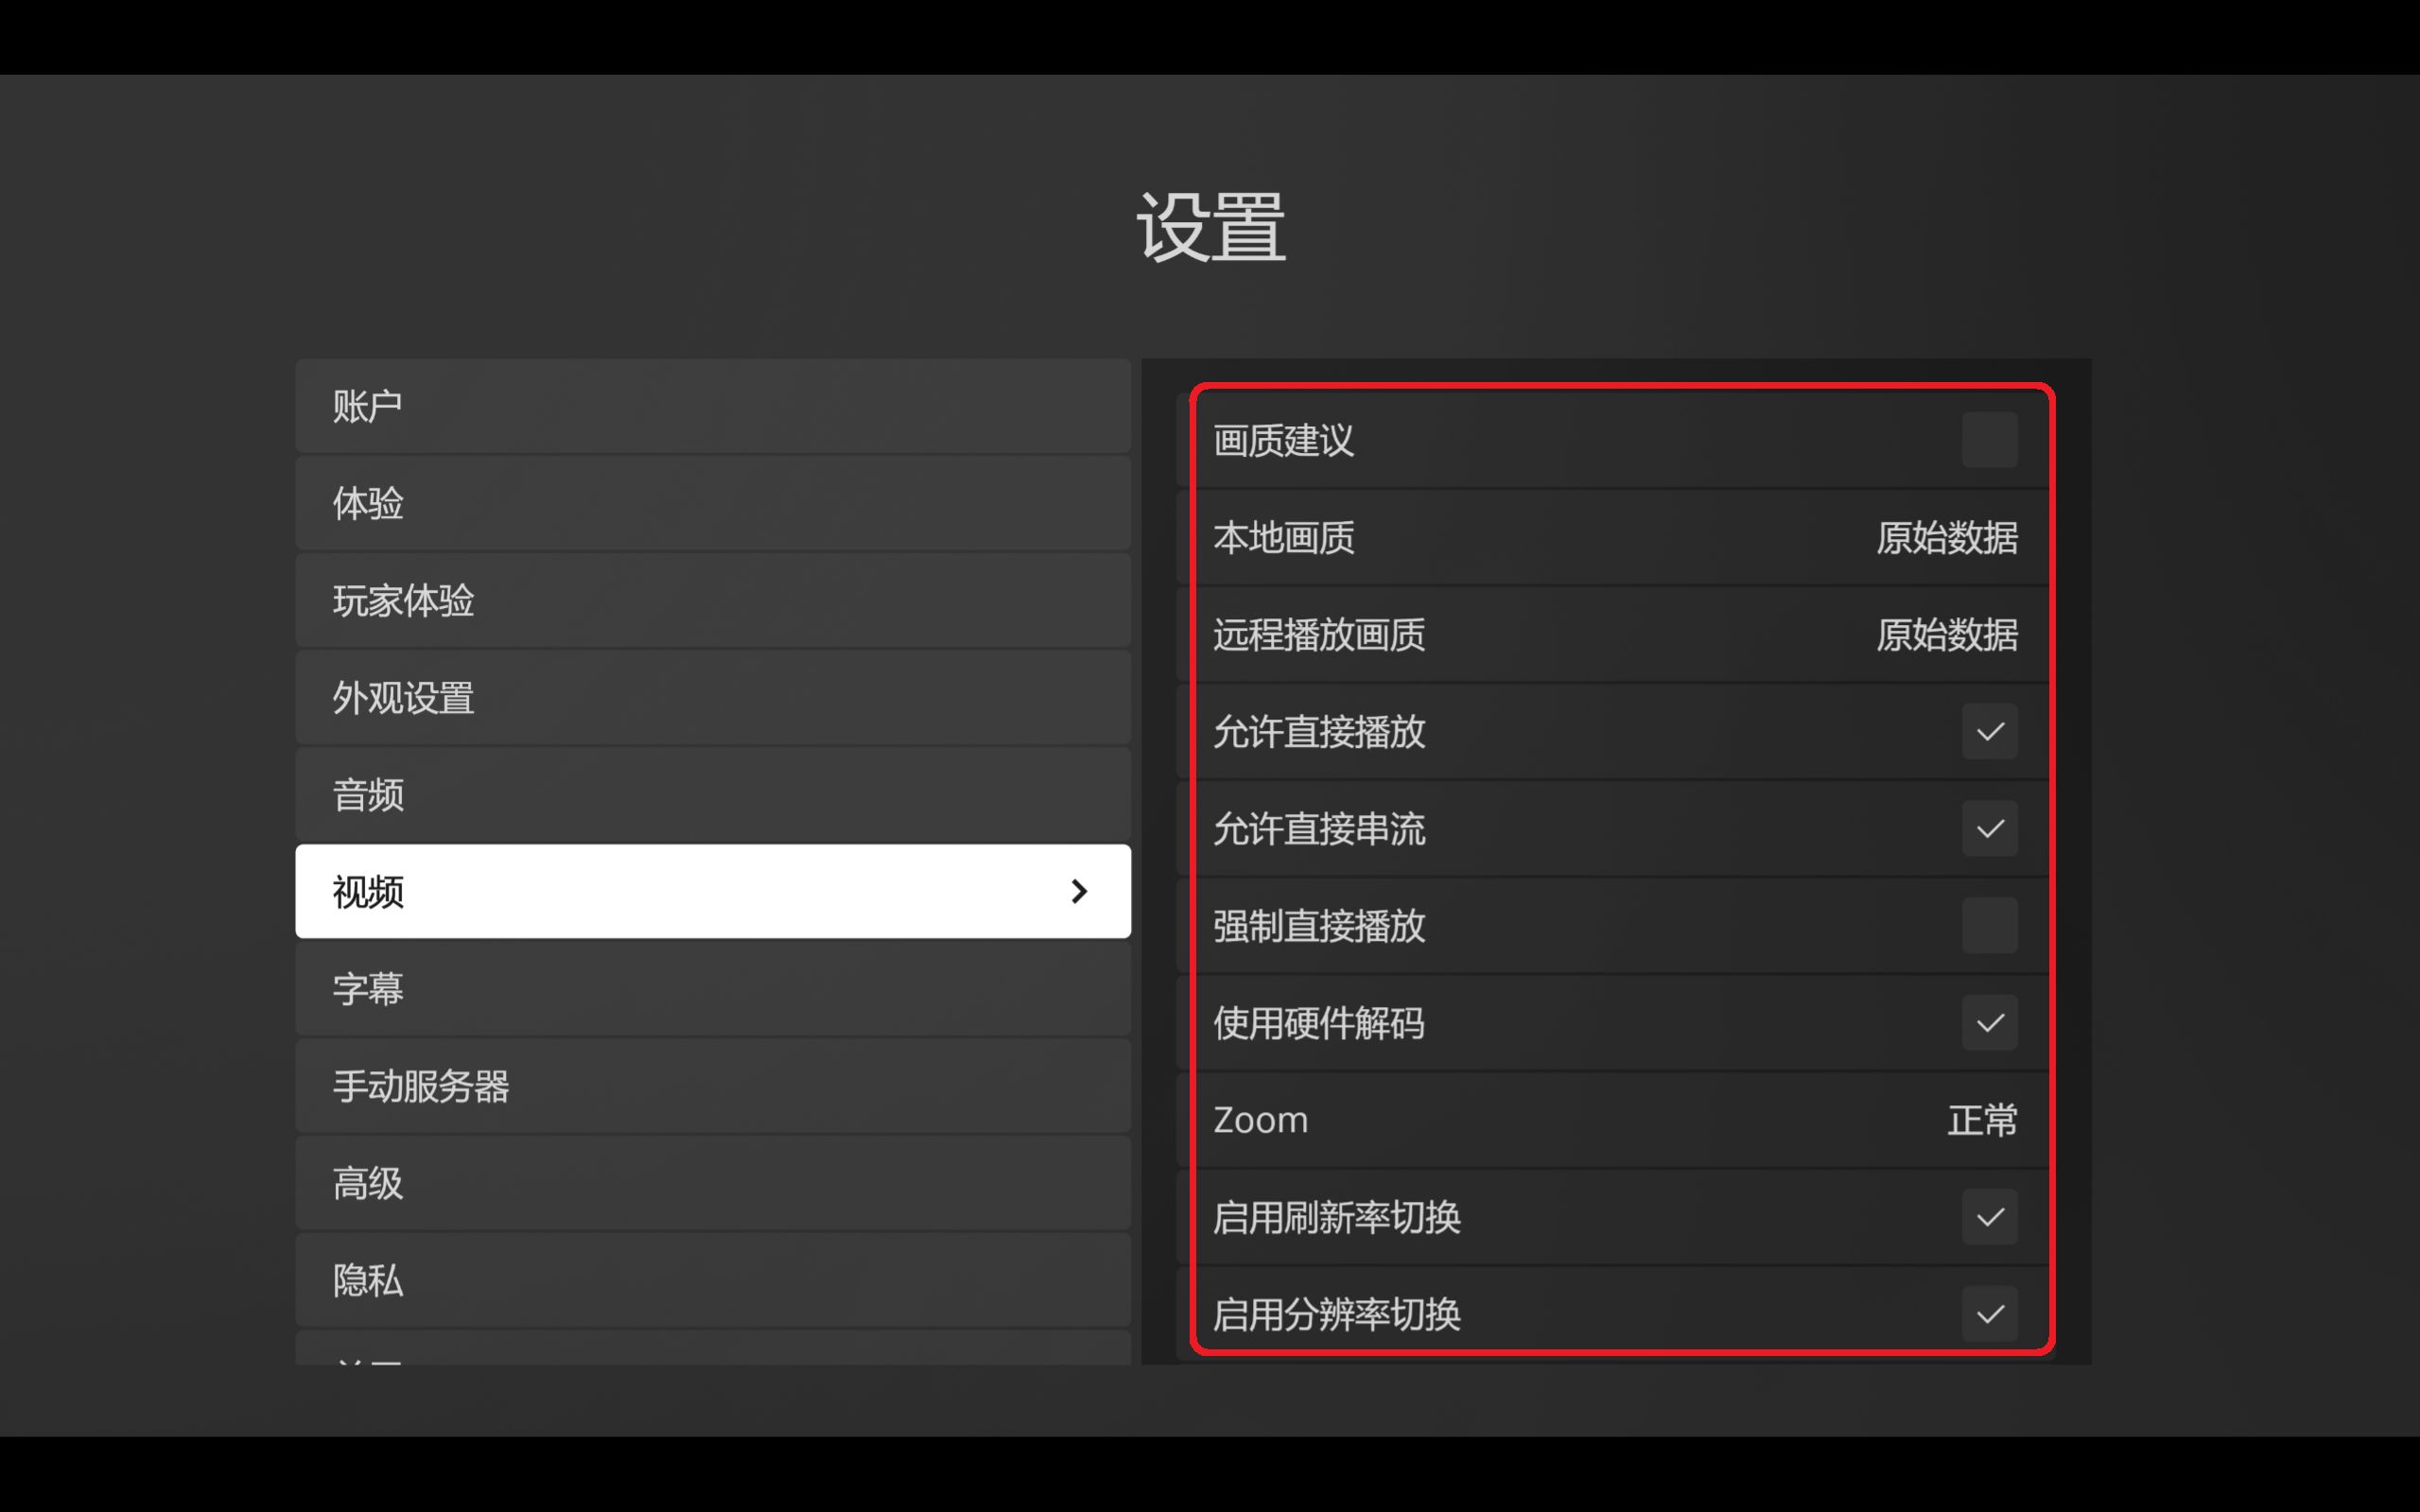 设置
账户
体验
玩家体验
外观设置
音频
视频
字幕
手动服务器
高级
隐私
画质建议
本地画质 原始数据
远程播放画质 原始数据
允许直接播放
允许直接串流
强制直接播放
使用硬件解码
Zoom 正常
启用刷新率切换
启用分辨率切换